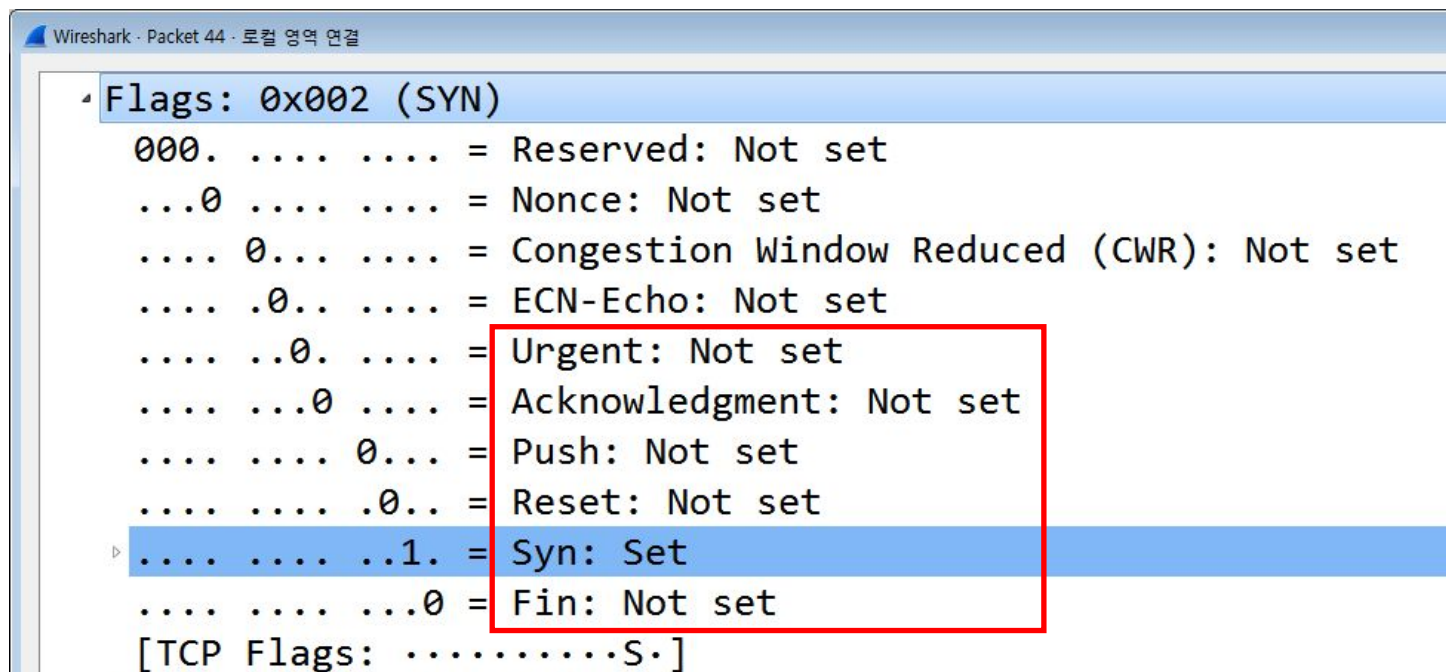 Wireshark · Packet 44 · 로컬 영역 연결
Flags: 0x002 (SYN)
000. .... .... = Reserved: Not set
...0 .... .... = Nonce: Not set
.... 0... .... = Congestion Window Reduced (CWR): Not set
.... .0.. .... = ECN-Echo: Not set
.... ..0. .... = Urgent: Not set
.... ...0 .... = Acknowledgment: Not set
.... .... 0... = Push: Not set
.... .... .0.. = Reset: Not set
.... .... ..1. = Syn: Set
.... .... ...0 = Fin: Not set
[TCP Flags: ··········S·]